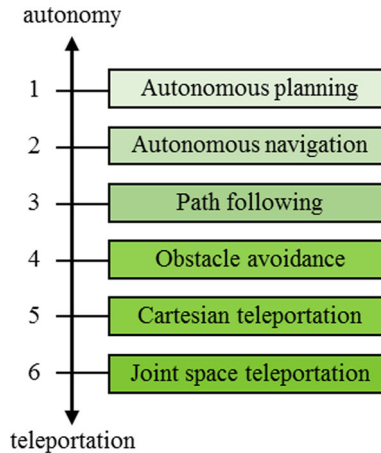 autonomy
1 Autonomous planning
2 Autonomous navigation
3 Path following
4 Obstacle avoidance
5 Cartesian teleportation
6 Joint space teleportation
teleportation